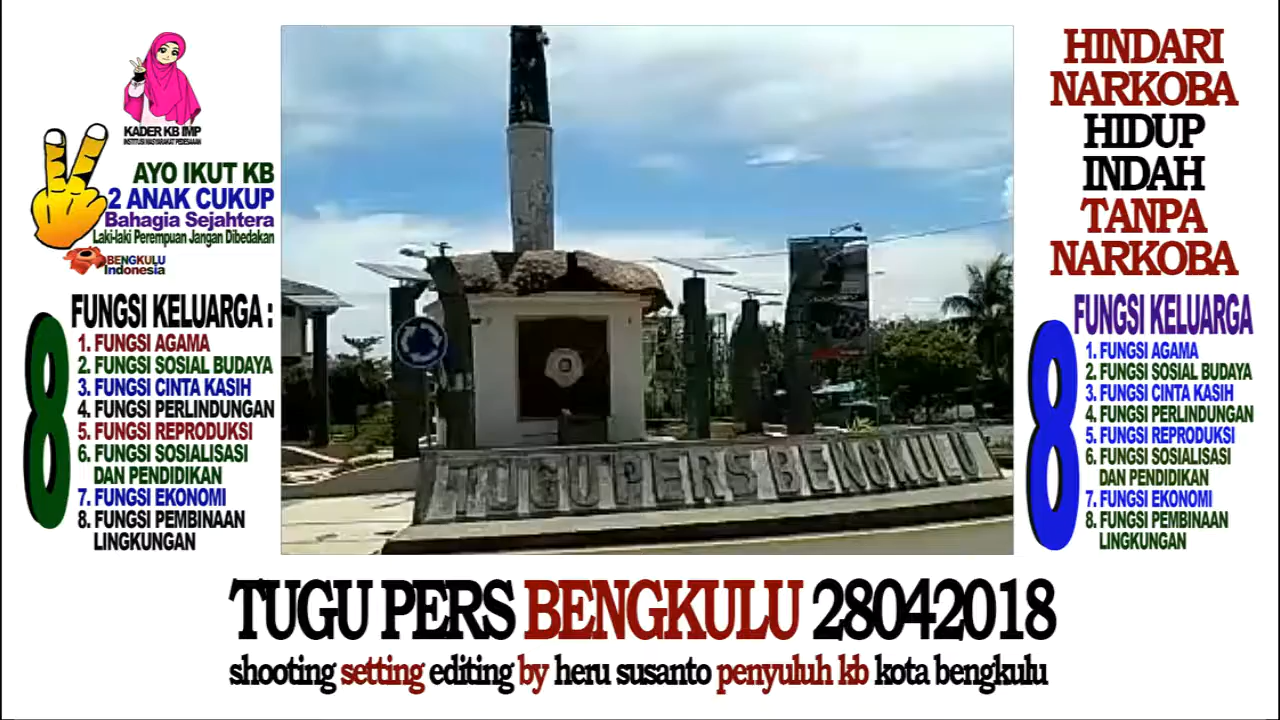 KADER KB IMP
INSTITUSI MASYARAKAT PEDESAAAN
AYO IKUT KB
2 ANAK CUKUP
Bahagia Sejahtera
Laki-laki Perempuan Jangan Dibedakan
BENGKULU
Indonesia
8 FUNGSI KELUARGA :
1. FUNGSI AGAMA
2. FUNGSI SOSIAL BUDAYA
3. FUNGSI CINTA KASIH
4. FUNGSI PERLINDUNGAN
5. FUNGSI REPRODUKSI
6. FUNGSI SOSIALISASI
DAN PENDIDIKAN
7. FUNGSI EKONOMI
8. FUNGSI PEMBINAAN
LINGKUNGAN
TUGU PERS BENGKULU
HINDARI
NARKOBA
HIDUP
INDAH
TANPA
NARKOBA
8 FUNGSI KELUARGA
1. FUNGSI AGAMA
2. FUNGSI SOSIAL BUDAYA
3. FUNGSI CINTA KASIH
4. FUNGSI PERLINDUNGAN
5. FUNGSI REPRODUKSI
6. FUNGSI SOSIALISASI
DAN PENDIDIKAN
7. FUNGSI EKONOMI
8. FUNGSI PEMBINAAN
LINGKUNGAN
TUGU PERS BENGKULU 28042018
shooting setting editing by heru susanto penyuluh kb kota bengkulu